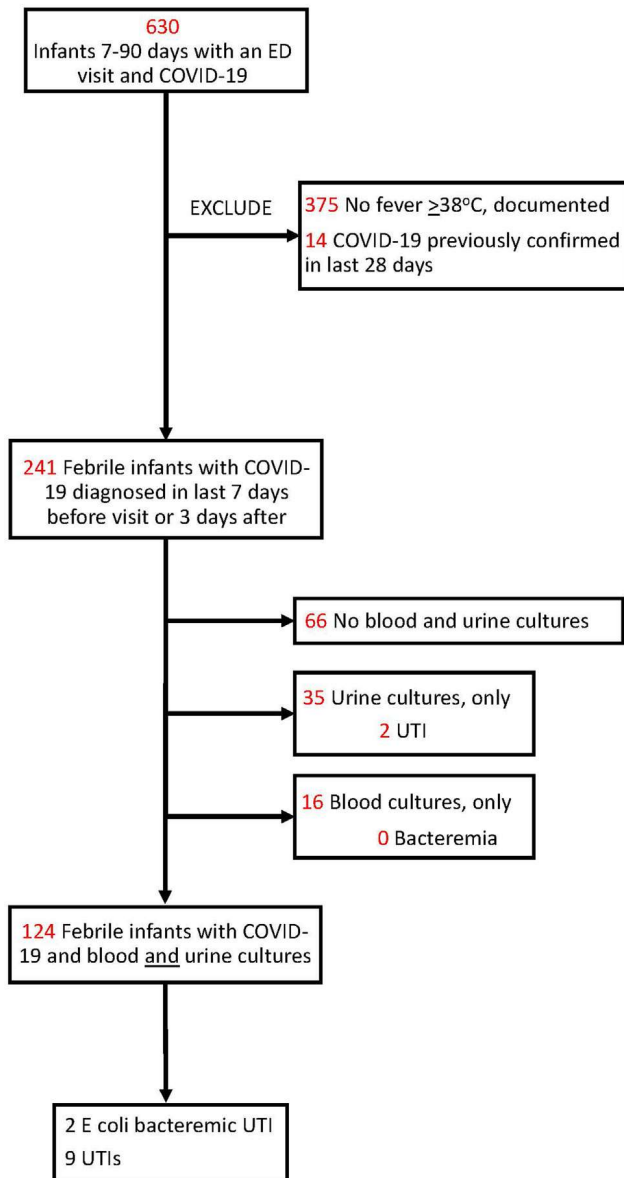 630
Infants 7-90 days with an ED
visit and COVID-19
EXCLUDE
375 No fever ≥38°C, documented
14 COVID-19 previously confirmed
in last 28 days
241 Febrile infants with COVID-
19 diagnosed in last 7 days
before visit or 3 days after
66 No blood and urine cultures
35 Urine cultures, only
2 UTI
16 Blood cultures, only
0 Bacteremia
124 Febrile infants with COVID-
19 and blood and urine cultures
2 E coli bacteremic UTI
9 UTIs